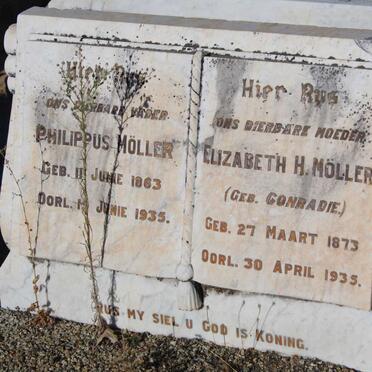 Hier Rus
ONS DIERBARE VADER
PHILIPPUS MÖLLER
GEB. 11 JUNIE 1863
OORL. JUNIE 1935.
Hier Rus
ONS DIERBARE MOEDER
ELIZABETH H. MÖLLER
(GEB. CONRADIE.)
GEB. 27 MAART 1873
OORL. 30 APRIL 1935.
RUS MY SIEL U GOD IS KONING.